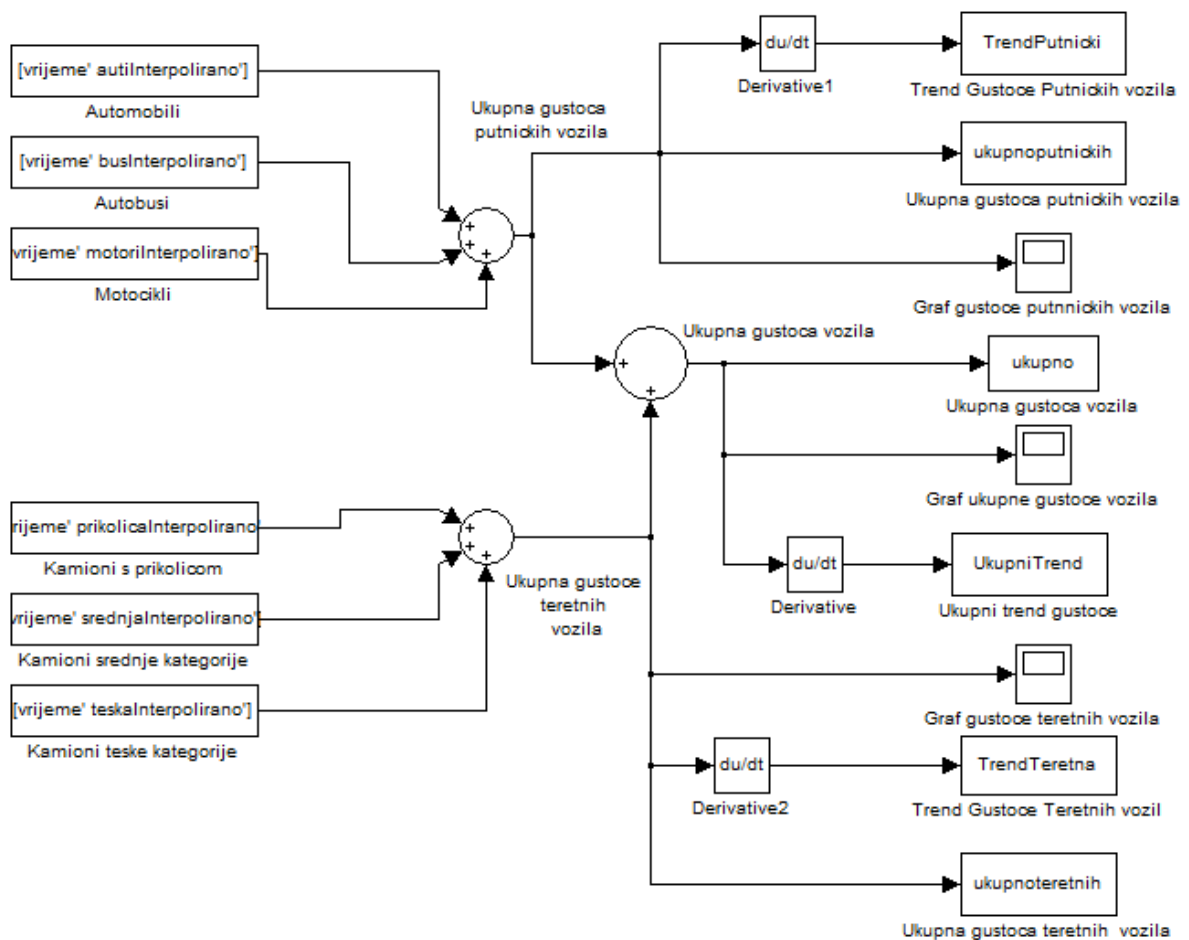 [vrijeme' autiInterpolirano']
Automobili
[vrijeme' busInterpolirano']
Autobusi
vrijeme' motoriInterpolirano']
Motocikli
+
+
+
Ukupna gustoca
putnickih vozila
du/dt
Derivative1
TrendPutnicki
Trend Gustoce Putnickih vozila
ukupnoputnickih
Ukupna gustoca putnickih vozila
Graf gustoce putnnickih vozila
+
+
Ukupna gustoca vozila
ukupno
Ukupna gustoca vozila
Graf ukupne gustoce vozila
du/dt
Derivative
UkupniTrend
Ukupni trend gustoce
rijeme' prikolicaInterpolirano'
Kamioni s prikolicom
vrijeme' srednjaInterpolirano']
Kamioni srednje kategorije
[vrijeme' teskaInterpolirano']
Kamioni teske kategorije
+
+
+
Ukupna gustoce
teretnih
vozila
Graf gustoce teretnih vozila
du/dt
Derivative2
TrendTeretna
Trend Gustoce Teretnih vozil
ukupnoteretnih
Ukupna gustoca teretnih vozila